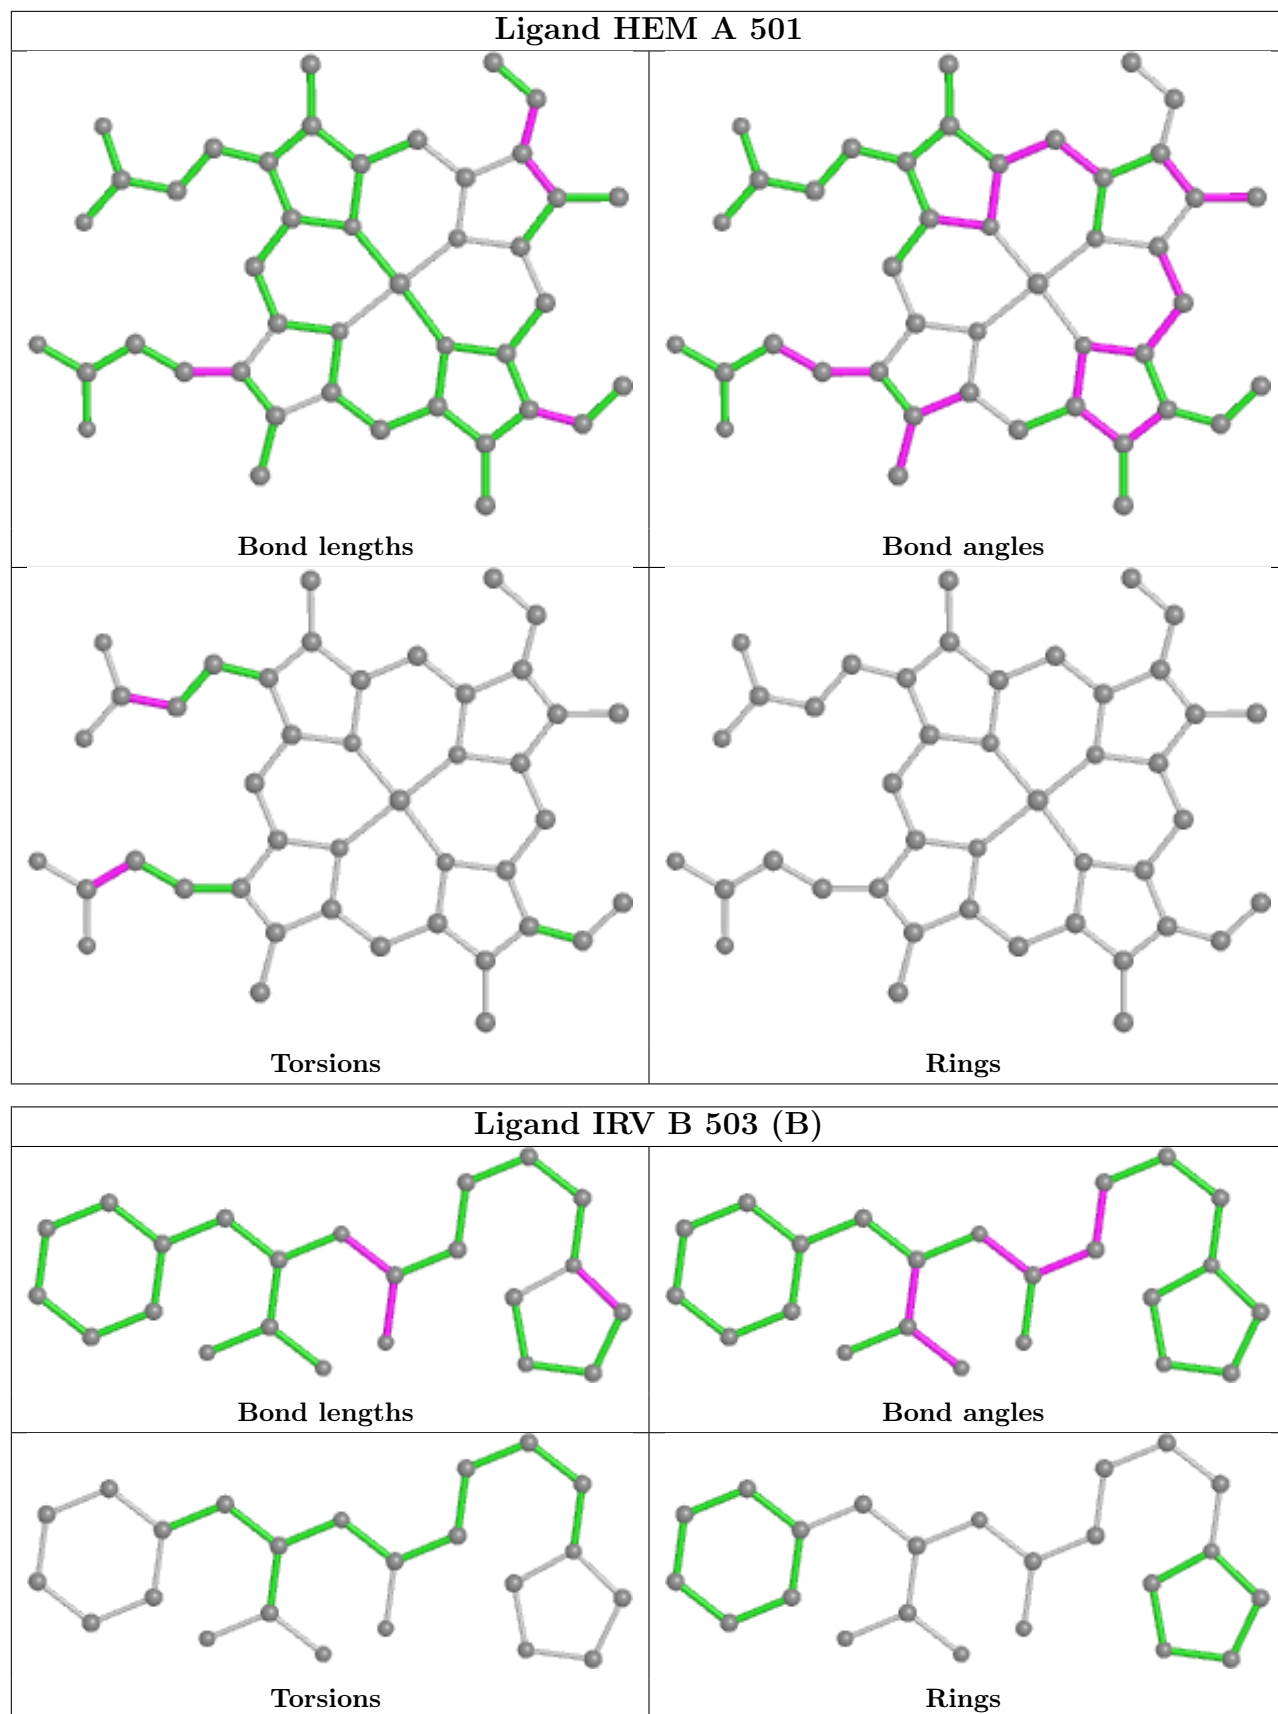 Ligand HEM A 501
Bond lengths
Bond angles
Torsions
Rings
Ligand IRV B 503 (B)
Bond lengths
Bond angles
Torsions
Rings